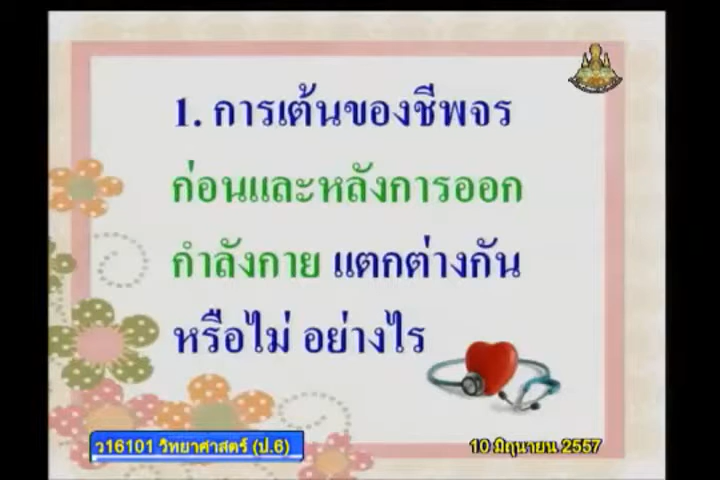 1. การเต้นของชีพจร
ก่อนและหลังการออก
กำลังกาย แตกต่างกัน
หรือไม่ อย่างไร
ว16101 วิทยาศาสตร์ (ป.6)
10 มิถุนายน 2557